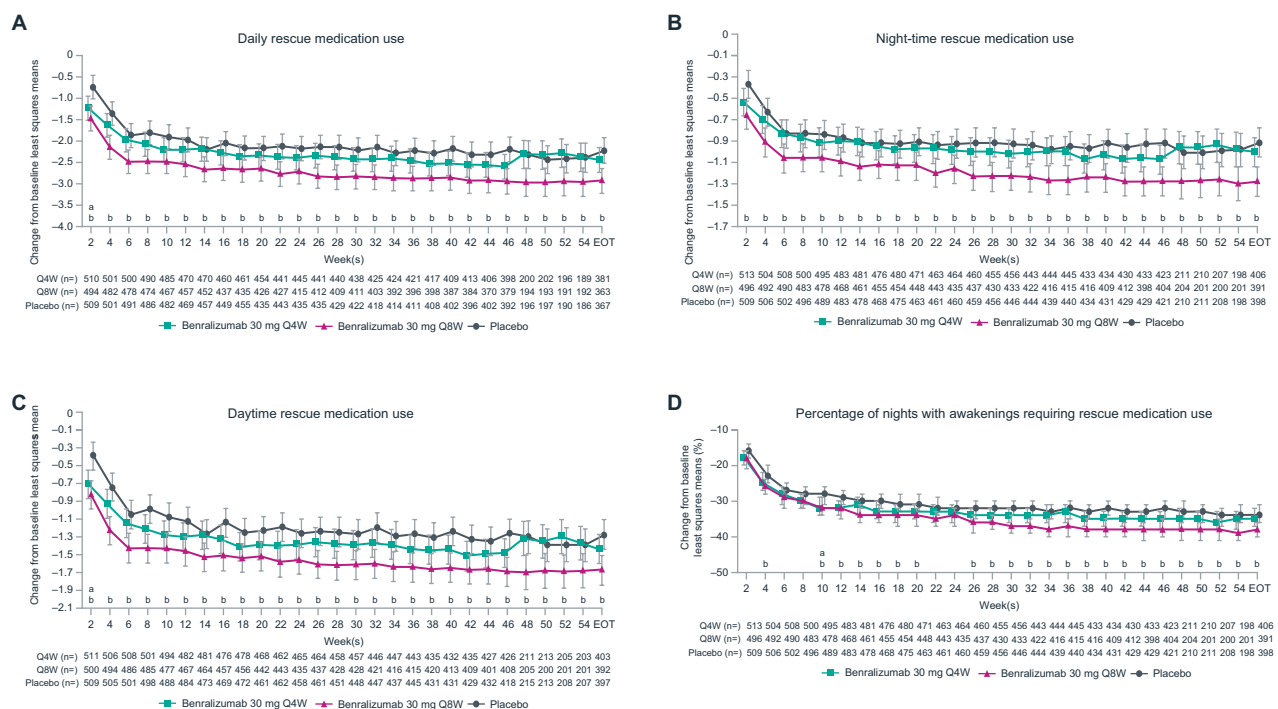 A
Daily rescue medication use
Change from baseline least squares means
0
–0.5
–1.0
–1.5
–2.0
–2.5
–3.0
–3.5
–4.0
a
b b b b b b b b b b b b b b b b b b b b b b b b b b b b
2 4 6 8 10 12 14 16 18 20 22 24 26 28 30 32 34 36 38 40 42 44 46 48 50 52 54 EOT
Week(s)
Q4W (n=) 510 501 500 490 485 470 470 460 461 454 441 445 441 440 438 425 424 421 417 409 413 406 398 200 202 196 189 381
Q8W (n=) 494 482 478 474 467 457 452 437 435 426 427 415 412 409 411 403 392 396 398 387 384 370 379 194 193 191 192 363
Placebo (n=) 509 501 491 486 482 469 457 449 455 435 443 435 435 429 422 418 414 411 408 402 396 402 392 196 197 190 186 367
Benralizumab 30 mg Q4W Benralizumab 30 mg Q8W Placebo
B
Night-time rescue medication use
Change from baseline least squares means
0
–0.1
–0.3
–0.5
–0.7
–0.9
–1.1
–1.3
–1.5
–1.7
b b b b b b b b b b b b b b b b b b b b b b b b b b b b
2 4 6 8 10 12 14 16 18 20 22 24 26 28 30 32 34 36 38 40 42 44 46 48 50 52 54 EOT
Week(s)
Q4W (n=) 513 504 508 500 495 483 481 476 480 471 463 464 460 455 456 443 444 445 433 434 430 433 423 211 210 207 198 406
Q8W (n=) 496 492 490 483 478 468 461 455 454 448 443 435 437 430 433 422 416 415 416 409 412 398 404 204 201 200 201 391
Placebo (n=) 509 506 502 496 489 483 478 468 475 463 461 460 459 456 446 444 439 440 434 431 429 429 421 210 211 208 198 398
Benralizumab 30 mg Q4W Benralizumab 30 mg Q8W Placebo
C
Daytime rescue medication use
Change from baseline least squares mean
0
–0.1
–0.3
–0.5
–0.7
–0.9
–1.1
–1.3
–1.5
–1.7
–2.1
a
b b b b b b b b b b b b b b b b b b b b b b b b b b b b
2 4 6 8 10 12 14 16 18 20 22 24 26 28 30 32 34 36 38 40 42 44 46 48 50 52 54 EOT
Week(s)
Q4W (n=) 511 506 508 501 494 482 481 476 478 468 462 465 464 458 457 446 447 443 435 432 435 427 426 211 213 205 203 403
Q8W (n=) 500 494 486 485 477 467 464 457 462 444 443 435 437 428 428 421 416 415 420 413 409 401 408 205 200 201 201 392
Placebo (n=) 509 505 501 498 488 484 473 469 472 461 462 458 461 451 448 447 437 445 431 431 429 432 418 215 213 208 207 397
Benralizumab 30 mg Q4W Benralizumab 30 mg Q8W Placebo
D
Percentage of nights with awakenings requiring rescue medication use
Change from baseline
least squares means (%)
–10
–20
–30
–40
–50
a
b b b b b b b b b b b b b b b b b b b b b b b
2 4 6 8 10 12 14 16 18 20 22 24 26 28 30 32 34 36 38 40 42 44 46 48 50 52 54 EOT
Week(s)
Q4W (n=) 513 504 508 500 495 483 481 476 480 471 463 464 460 455 456 443 444 445 433 434 430 433 423 211 210 207 198 406
Q8W (n=) 496 492 490 483 478 468 461 455 454 448 443 435 437 430 433 422 416 415 416 409 412 398 404 204 201 200 201 391
Placebo (n=) 509 506 502 496 489 483 478 468 475 463 461 460 459 456 446 444 439 440 434 431 429 429 421 210 211 208 198 398
Benralizumab 30 mg Q4W Benralizumab 30 mg Q8W Placebo